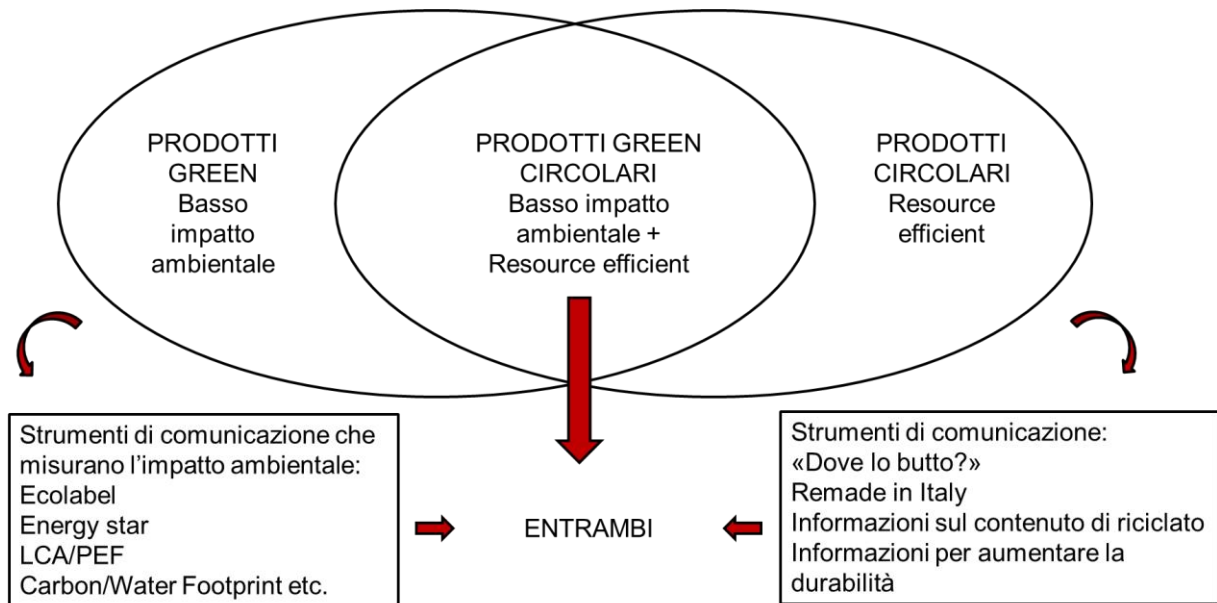 PRODOTTI
GREEN
Basso
impatto
ambientale
PRODOTTI GREEN
CIRCOLARI
Basso impatto
ambientale +
Resource efficient
PRODOTTI
CIRCOLARI
Resource
efficient
Strumenti di comunicazione che
misurano l’impatto ambientale:
Ecolabel
Energy star
LCA/PEF
Carbon/Water Footprint etc.
ENTRAMBI
Strumenti di comunicazione:
«Dove lo butto?»
Remade in Italy
Informazioni sul contenuto di riciclato
Informazioni per aumentare la
durabilità